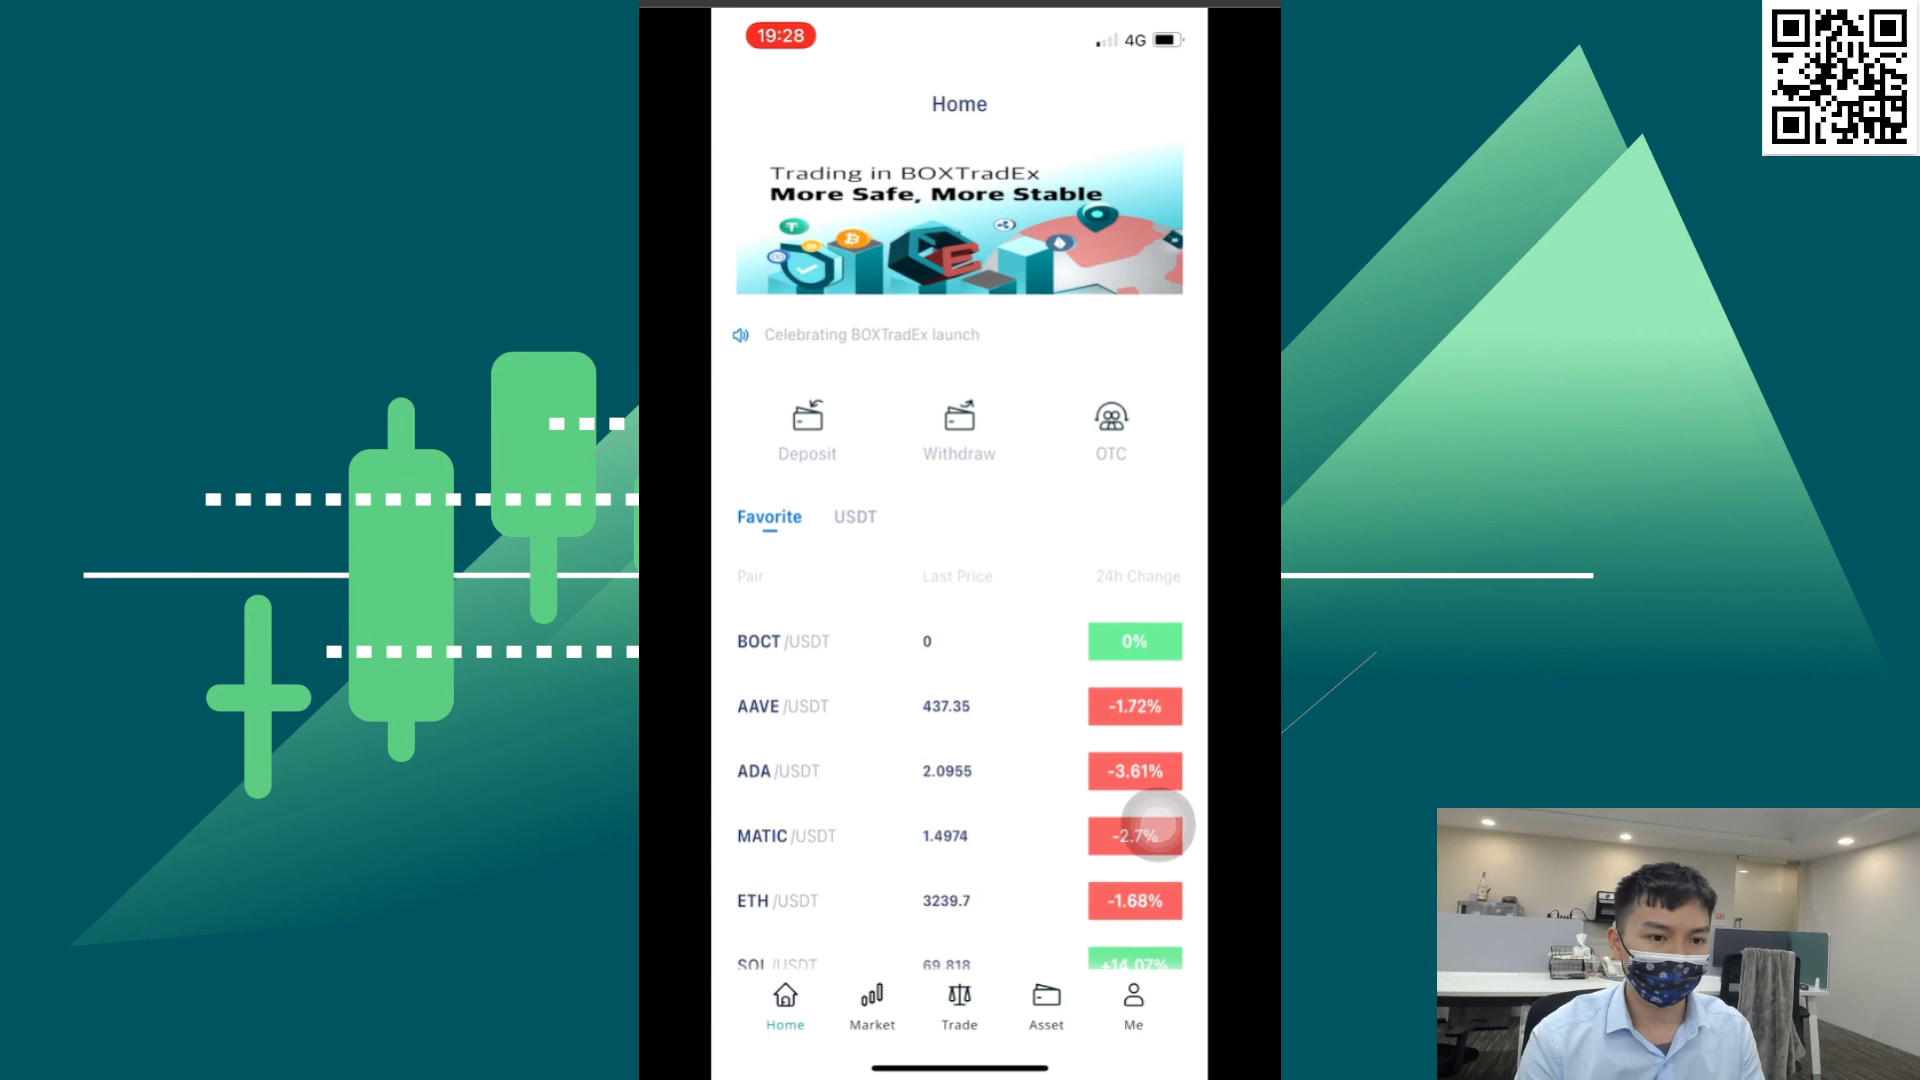 19:28
4G
Home
Trading in BOXTradEx
More Safe, More Stable
Celebrating BOXTradEx launch
Deposit Withdraw OTC
Favorite USDT
Pair Last Price 24h Change
BOCT /USDT 0 0%
AAVE /USDT 437.35 -1.72%
ADA /USDT 2.0955 -3.61%
MATIC /USDT 1.4974 -2.7%
ETH /USDT 3239.7 -1.68%
SOL /USDT 69.818 +14.07%
Home Market Trade Asset Me